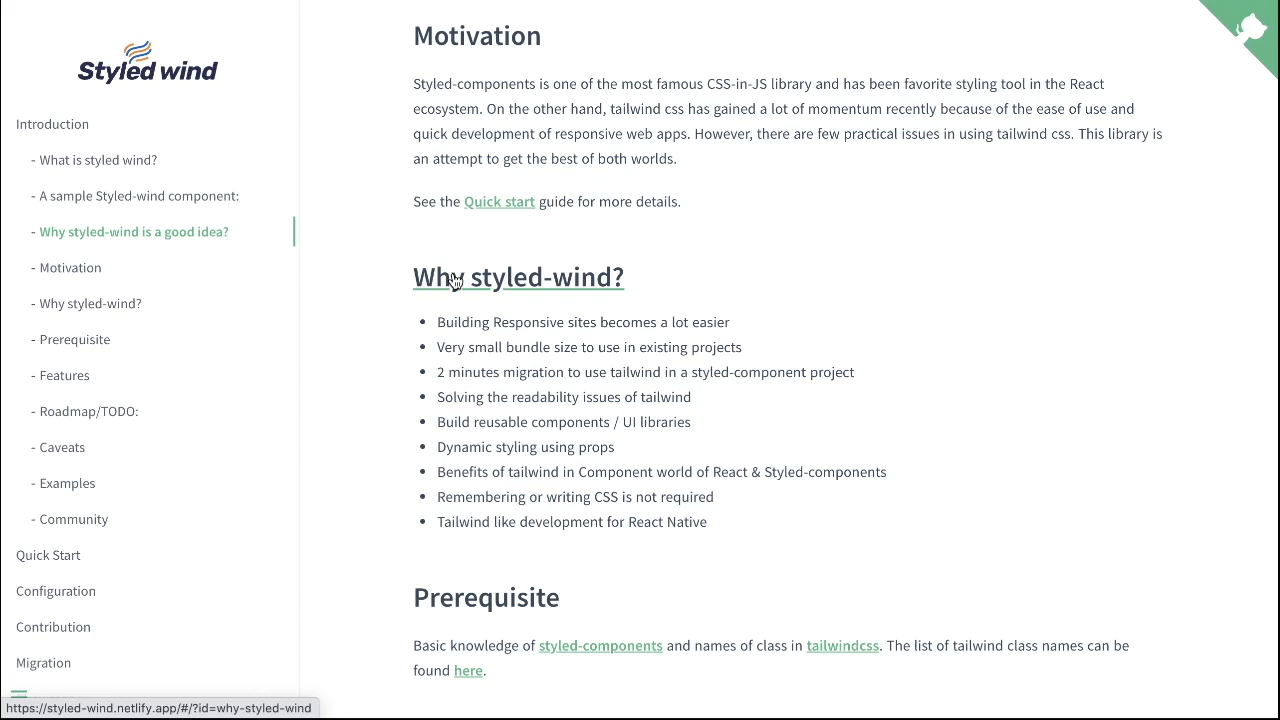 Styled wind
Introduction
- What is styled wind?
- A sample Styled-wind component:
- Why styled-wind is a good idea?
- Motivation
- Why styled-wind?
- Prerequisite
- Features
- Roadmap/TODO:
- Caveats
- Examples
- Community
Quick Start
Configuration
Contribution
Migration
https://styled-wind.netlify.app/#/?id=why-styled-wind
Motivation
Styled-components is one of the most famous CSS-in-JS library and has been favorite styling tool in the React
ecosystem. On the other hand, tailwind css has gained a lot of momentum recently because of the ease of use and
quick development of responsive web apps. However, there are few practical issues in using tailwind css. This library is
an attempt to get the best of both worlds.
See the Quick start guide for more details.
Why styled-wind?
• Building Responsive sites becomes a lot easier
• Very small bundle size to use in existing projects
• 2 minutes migration to use tailwind in a styled-component project
• Solving the readability issues of tailwind
• Build reusable components / UI libraries
• Dynamic styling using props
• Benefits of tailwind in Component world of React & Styled-components
• Remembering or writing CSS is not required
• Tailwind like development for React Native
Prerequisite
Basic knowledge of styled-components and names of class in tailwindcss. The list of tailwind class names can be
found here.